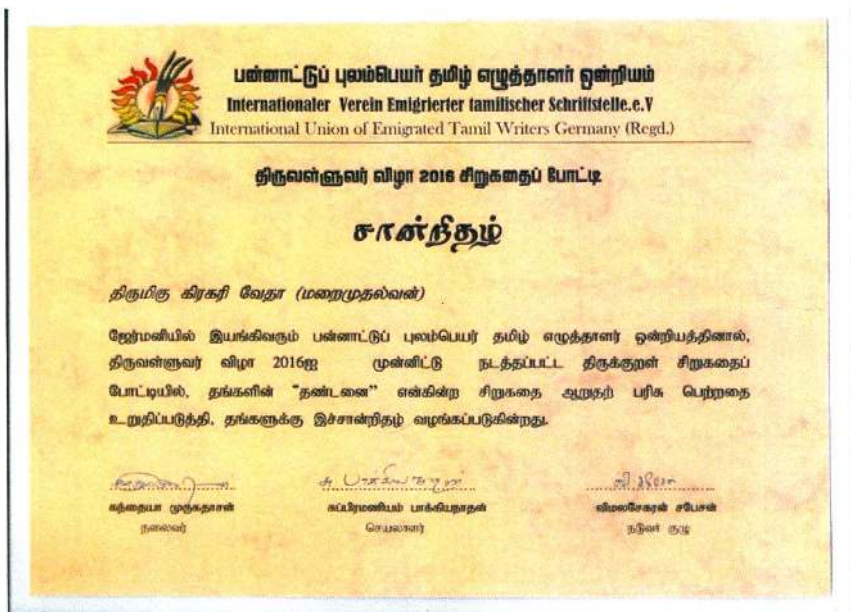 பன்னாட்டுப் புலம்பெயர் தமிழ் எழுத்தாளர் ஒன்றியம்
Internationaler Verein Emigrierter tamilischer Schriftstelle.e.V
International Union of Emigrated Tamil Writers Germany (Regd.)
திருவள்ளுவர் விழா 2016 சிறுகதைப் போட்டி
சான்றிதழ்
திருமிகு கிரகரி வேதா (மறைமுதல்வன்)
ஜேர்மனியில் இயங்கிவரும் பன்னாட்டுப் புலம்பெயர் தமிழ் எழுத்தாளர் ஒன்றியத்தினால்,
திருவள்ளுவர் விழா 2016ஐ முன்னிட்டு நடத்தப்பட்ட திருக்குறள் சிறுகதைப்
போட்டியில், தங்களின் "தண்டனை" என்கின்ற சிறுகதை ஆறுதற் பரிசு பெற்றதை
உறுதிப்படுத்தி, தங்களுக்கு இச்சான்றிதழ் வழங்கப்படுகின்றது.
கந்தையா முருகதாசன் சுப்பிரமணியம் பாக்கியநாதன் விமலசேகரன் சபேசன்
தலைவர் செயலாளர் நடுவர் குழு